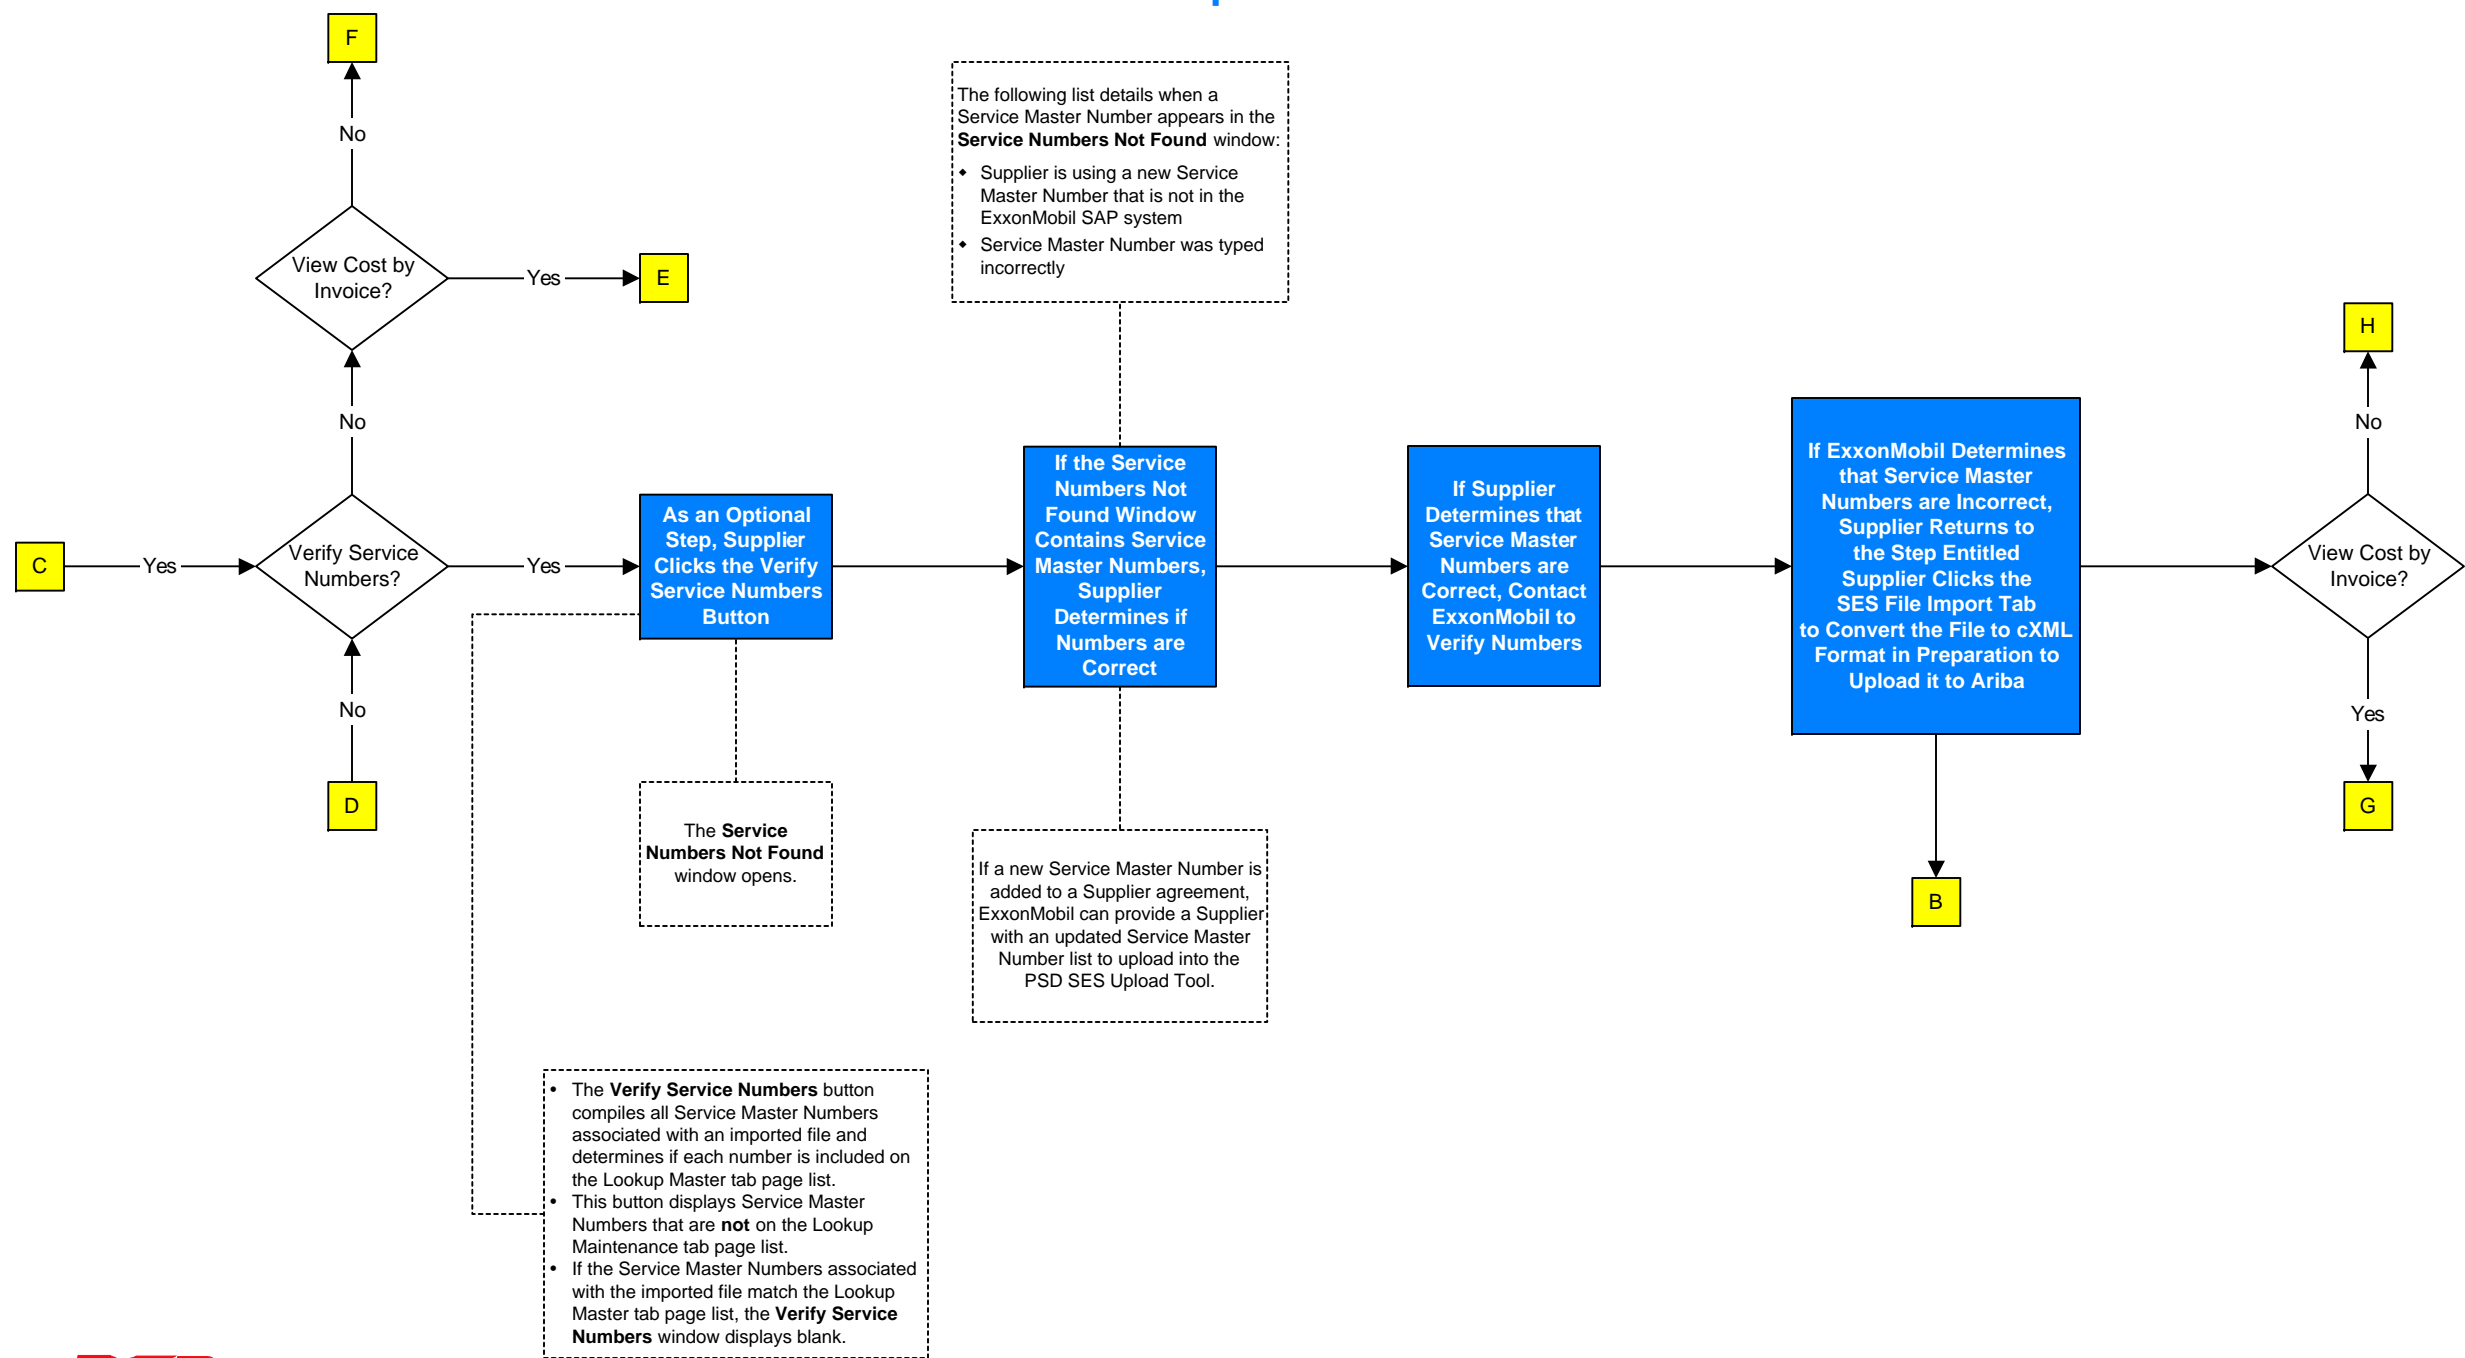 F
No
View Cost by
Invoice?
Yes
E
No
C
Yes
Verify Service
Numbers?
Yes
No
D
As an Optional
Step, Supplier
Clicks the Verify
Service Numbers
Button
The Service
Numbers Not Found
window opens.
• The Verify Service Numbers button
compiles all Service Master Numbers
associated with an imported file and
determines if each number is included on
the Lookup Master tab page list.
• This button displays Service Master
Numbers that are not on the Lookup
Maintenance tab page list.
• If the Service Master Numbers associated
with the imported file match the Lookup
Master tab page list, the Verify Service
Numbers window displays blank.
The following list details when a
Service Master Number appears in the
Service Numbers Not Found window:
◆ Supplier is using a new Service
Master Number that is not in the
ExxonMobil SAP system
◆ Service Master Number was typed
incorrectly
If the Service
Numbers Not
Found Window
Contains Service
Master Numbers,
Supplier
Determines if
Numbers are
Correct
If a new Service Master Number is
added to a Supplier agreement,
ExxonMobil can provide a Supplier
with an updated Service Master
Number list to upload into the
PSD SES Upload Tool.
If Supplier
Determines that
Service Master
Numbers are
Correct, Contact
ExxonMobil to
Verify Numbers
If ExxonMobil Determines
that Service Master
Numbers are Incorrect,
Supplier Returns to
the Step Entitled
Supplier Clicks the
SES File Import Tab
to Convert the File to cXML
Format in Preparation to
Upload it to Ariba
B
H
No
View Cost by
Invoice?
Yes
G